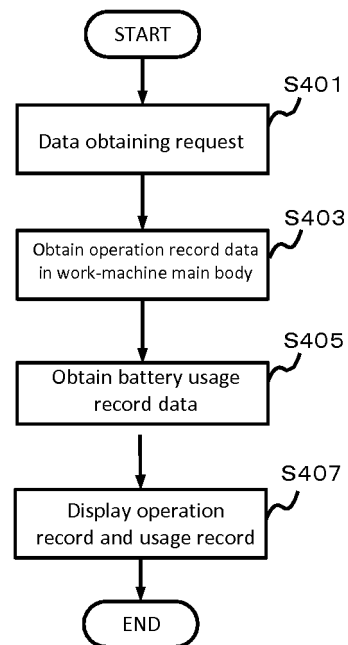 START
S401
Data obtaining request
S403
Obtain operation record data
in work-machine main body
S405
Obtain battery usage
record data
S407
Display operation
record and usage record
END